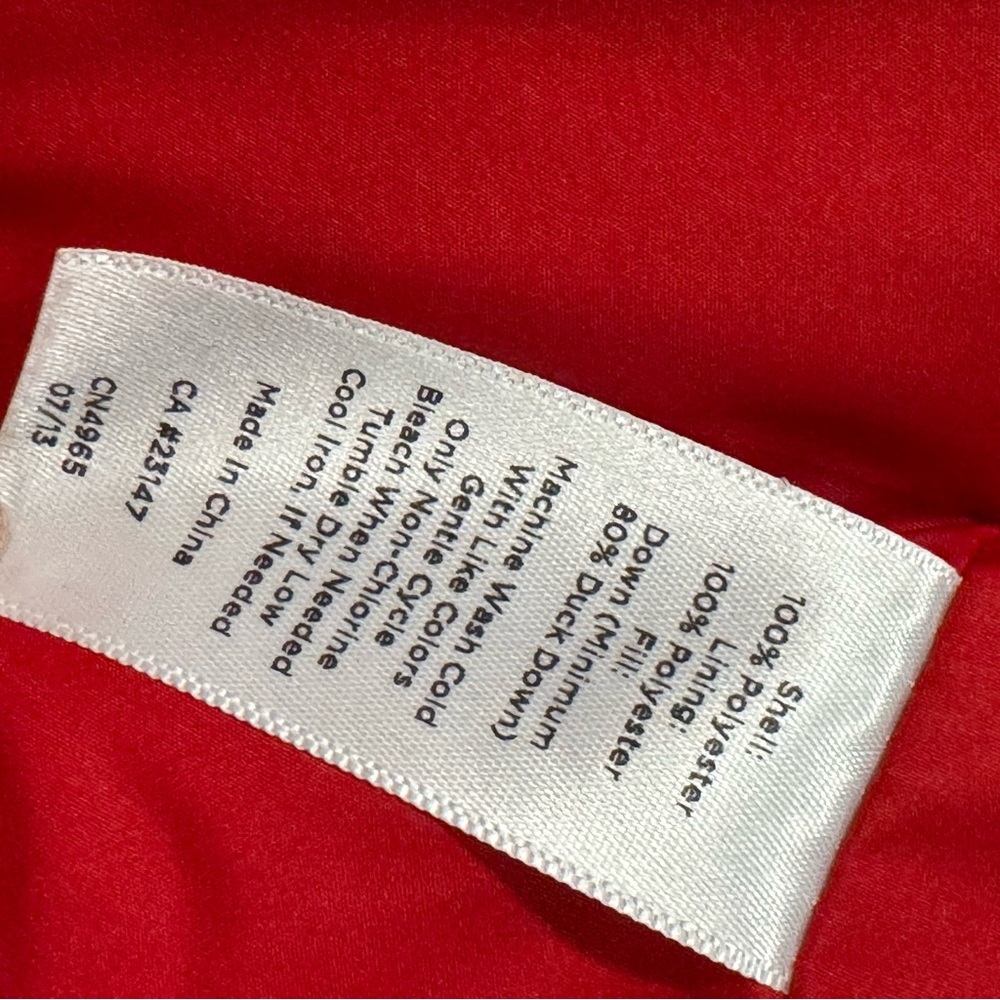 Shell:
100% Polyester
Lining:
100% Polyester
Fill:
Down (Minimum
80% Duck Down)
Machine Wash Cold
With Like Colors
Gentle Cycle
Only Non-Chlorine
Bleach When Needed
Tumble Dry Low
Cool Iron, If Needed
Made In China
CA #23147
CN4965
07/13